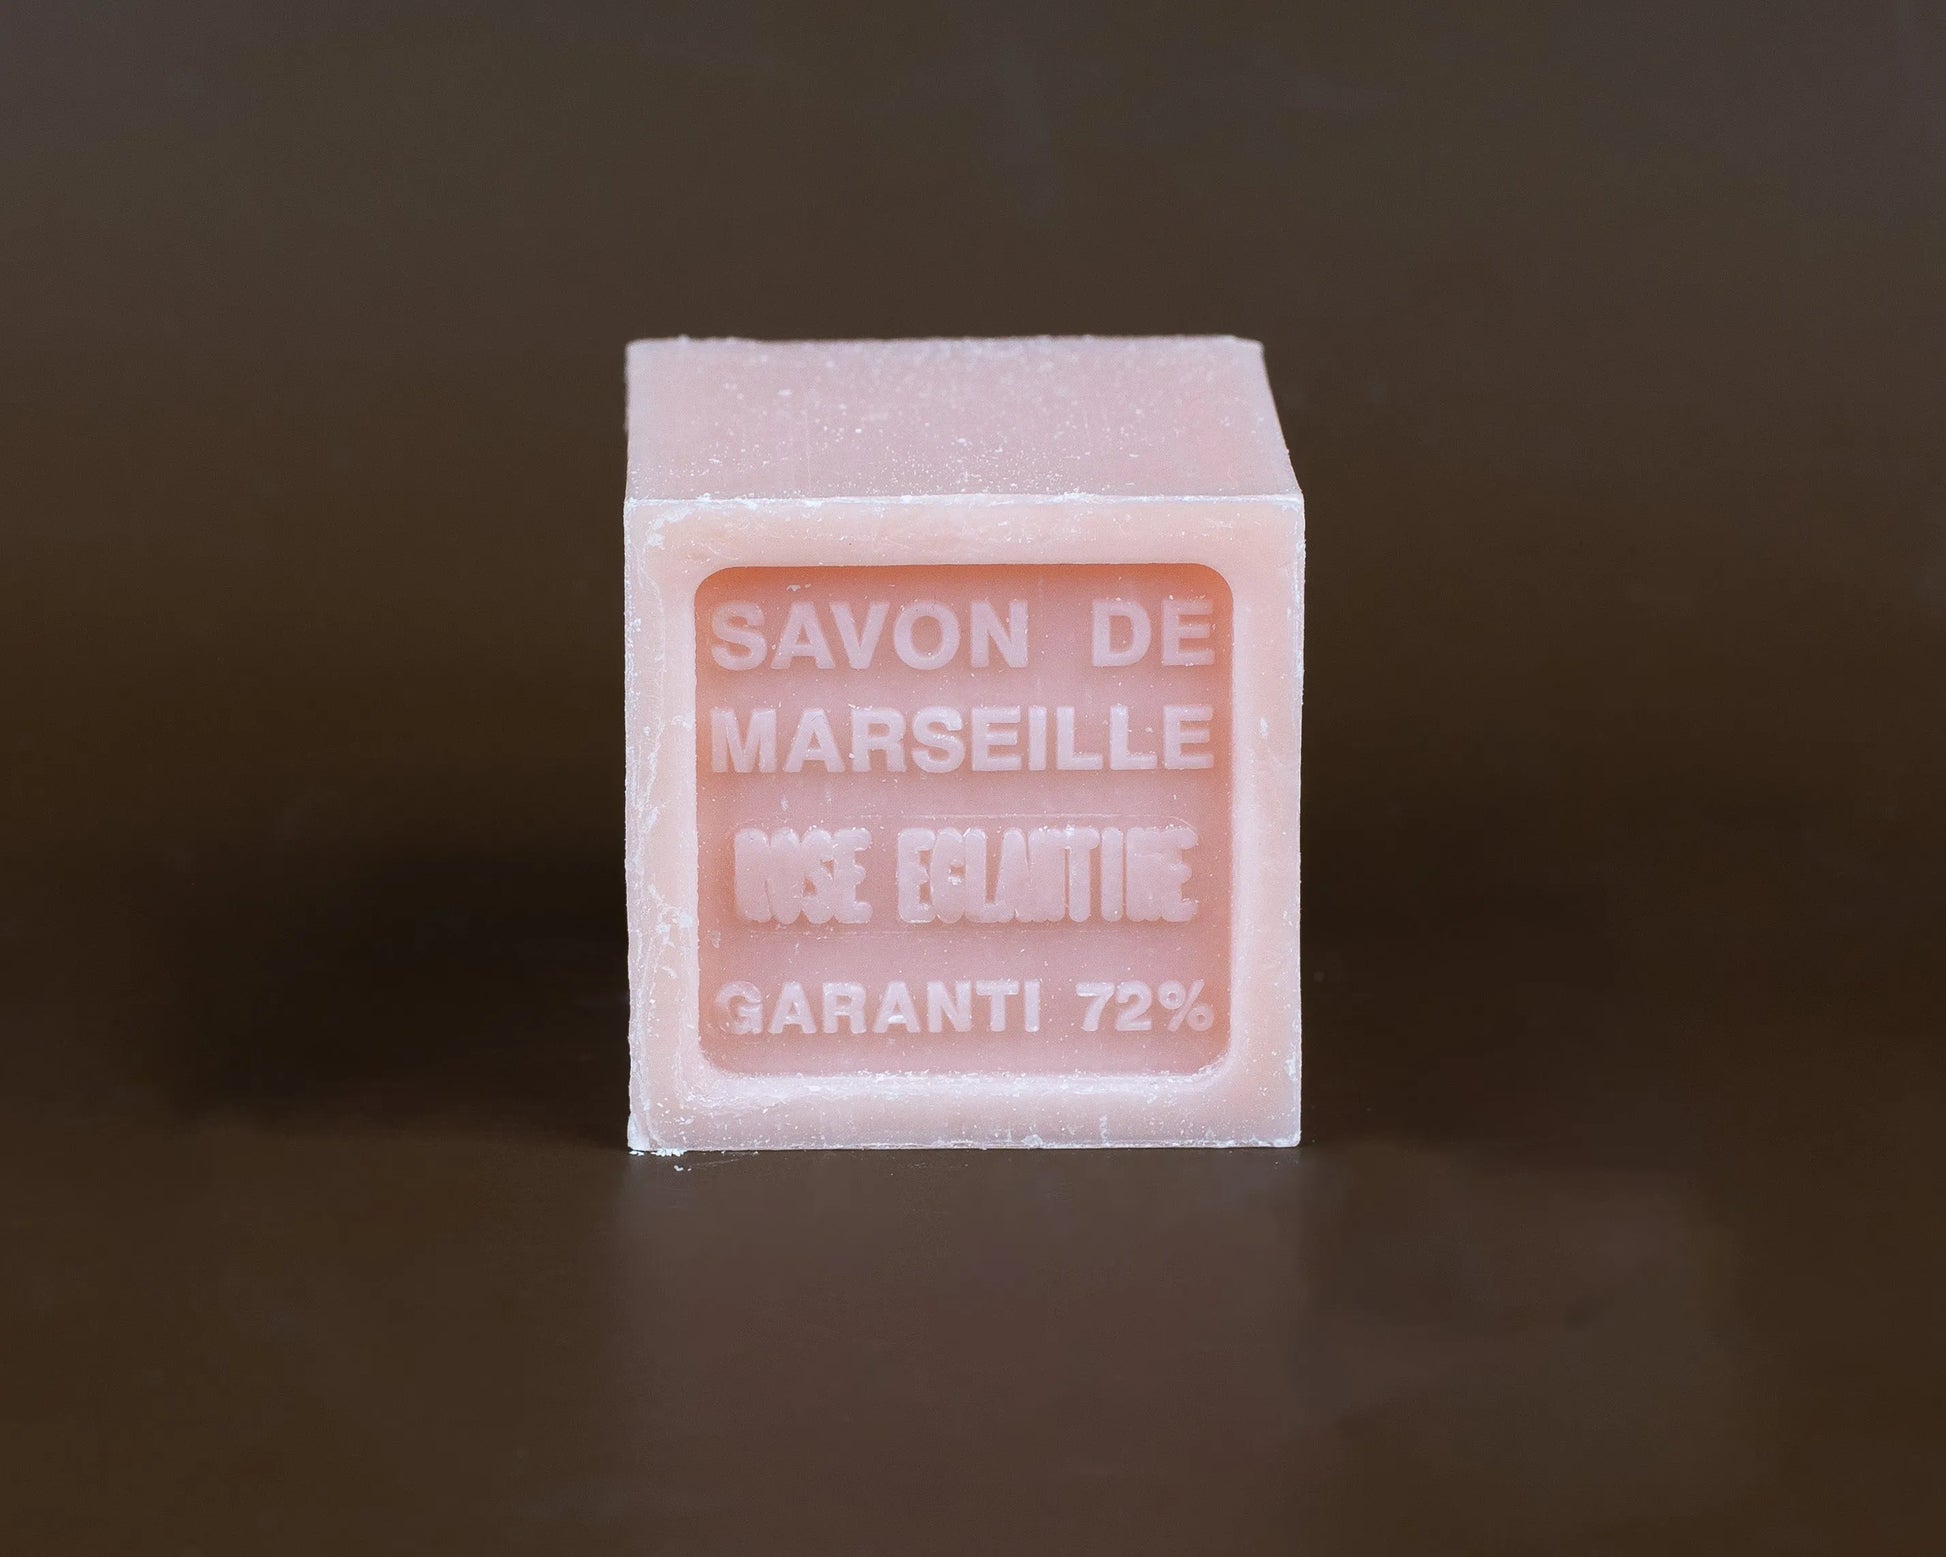 SAVON DE
MARSEILLE
ROSE EGLANTINE
GARANTI 72%